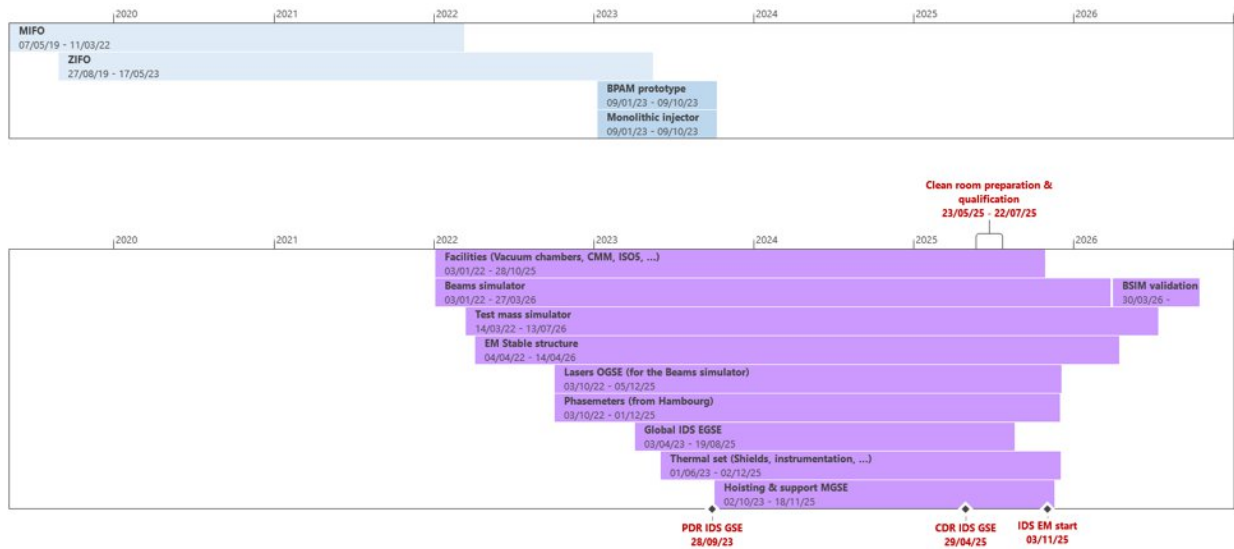 2020 2021 2022 2023 2024 2025 2026
MIFO
07/05/19 - 11/03/22
ZIFO
27/08/19 - 17/05/23
BPAM prototype
09/01/23 - 09/10/23
Monolithic injector
09/01/23 - 09/10/23
Clean room preparation &
qualification
23/05/25 - 22/07/25
2020 2021 2022 2023 2024 2025 2026
Facilities (Vacuum chambers, CMM, ISO5, ...)
03/01/22 - 28/10/25
Beams simulator
03/01/22 - 27/03/26
BSIM validation
30/03/26 -
Test mass simulator
14/03/22 - 13/07/26
EM Stable structure
04/04/22 - 14/04/26
Lasers OGSE (for the Beams simulator)
03/10/22 - 05/12/25
Phasemeters (from Hambourg)
03/10/22 - 01/12/25
Global IDS EGSE
03/04/23 - 19/08/25
Thermal set (Shields, instrumentation, ...)
01/06/23 - 02/12/25
Hoisting & support MGSE
02/10/23 - 18/11/25
PDR IDS GSE
28/09/23
CDR IDS GSE
29/04/25
IDS EM start
03/11/25